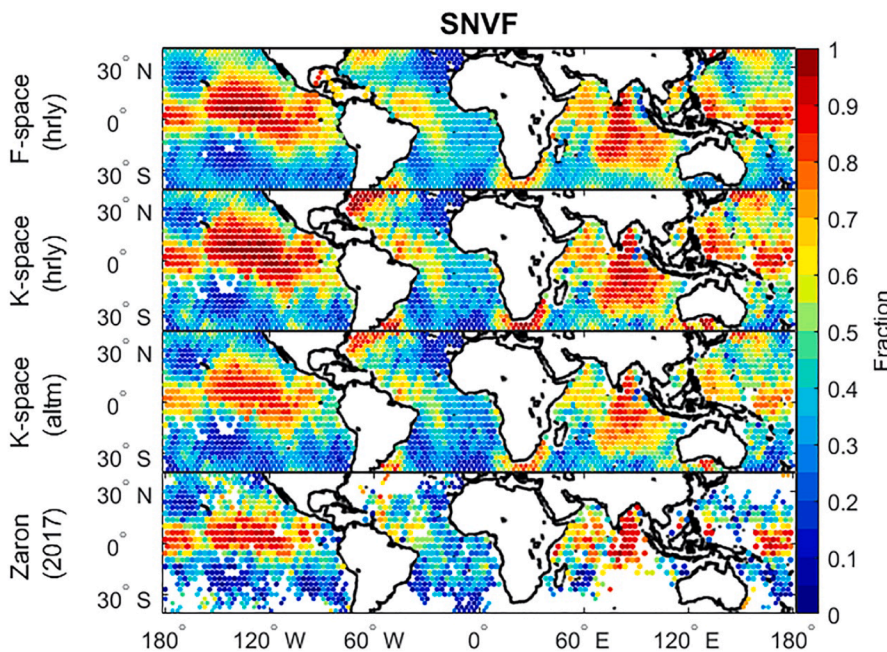 SNVF
F-space
(hrly)
30° N
0°
30° S
K-space
(hrly)
30° N
0°
30° S
K-space
(altm)
30° N
0°
30° S
Zaron
(2017)
30° N
0°
30° S
180° 120° W 60° W 0° 60° E 120° E 180°
1
0.9
0.8
0.7
0.6
0.5
0.4
0.3
0.2
0.1
0
Fraction